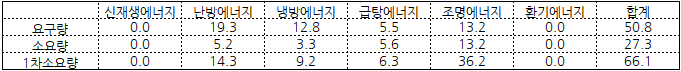 신재생에너지 난방에너지 냉방에너지 급탕에너지 조명에너지 환기에너지 합계
요구량 0.0 19.3 12.8 5.5 13.2 0.0 50.8
소요량 0.0 5.2 3.3 5.6 13.2 0.0 27.3
1차소요량 0.0 14.3 9.2 6.3 36.2 0.0 66.1